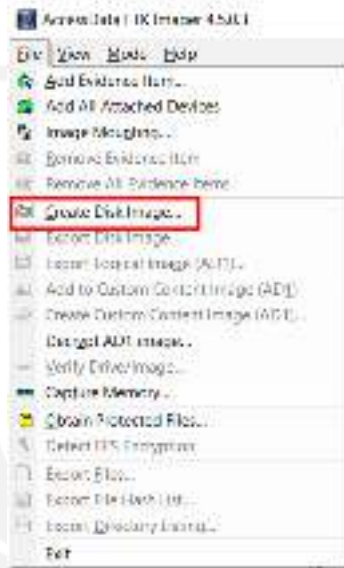 AccessData FTK Imager 4.5.0.3
File View Mode Help
Add Evidence Item...
Add All Attached Devices
Image Mounting...
Remove Evidence Item
Remove All Evidence Items
Create Disk Image...
Export Disk Image...
Export Logical Image (AD1)...
Add to Custom Content Image (AD1)
Create Custom Content Image (AD1)...
Decrypt AD1 image...
Verify Drive/Image...
Capture Memory...
Obtain Protected Files...
Detect EFS Encryption
Export Files...
Export File Hash List...
Export Directory Listing...
Exit